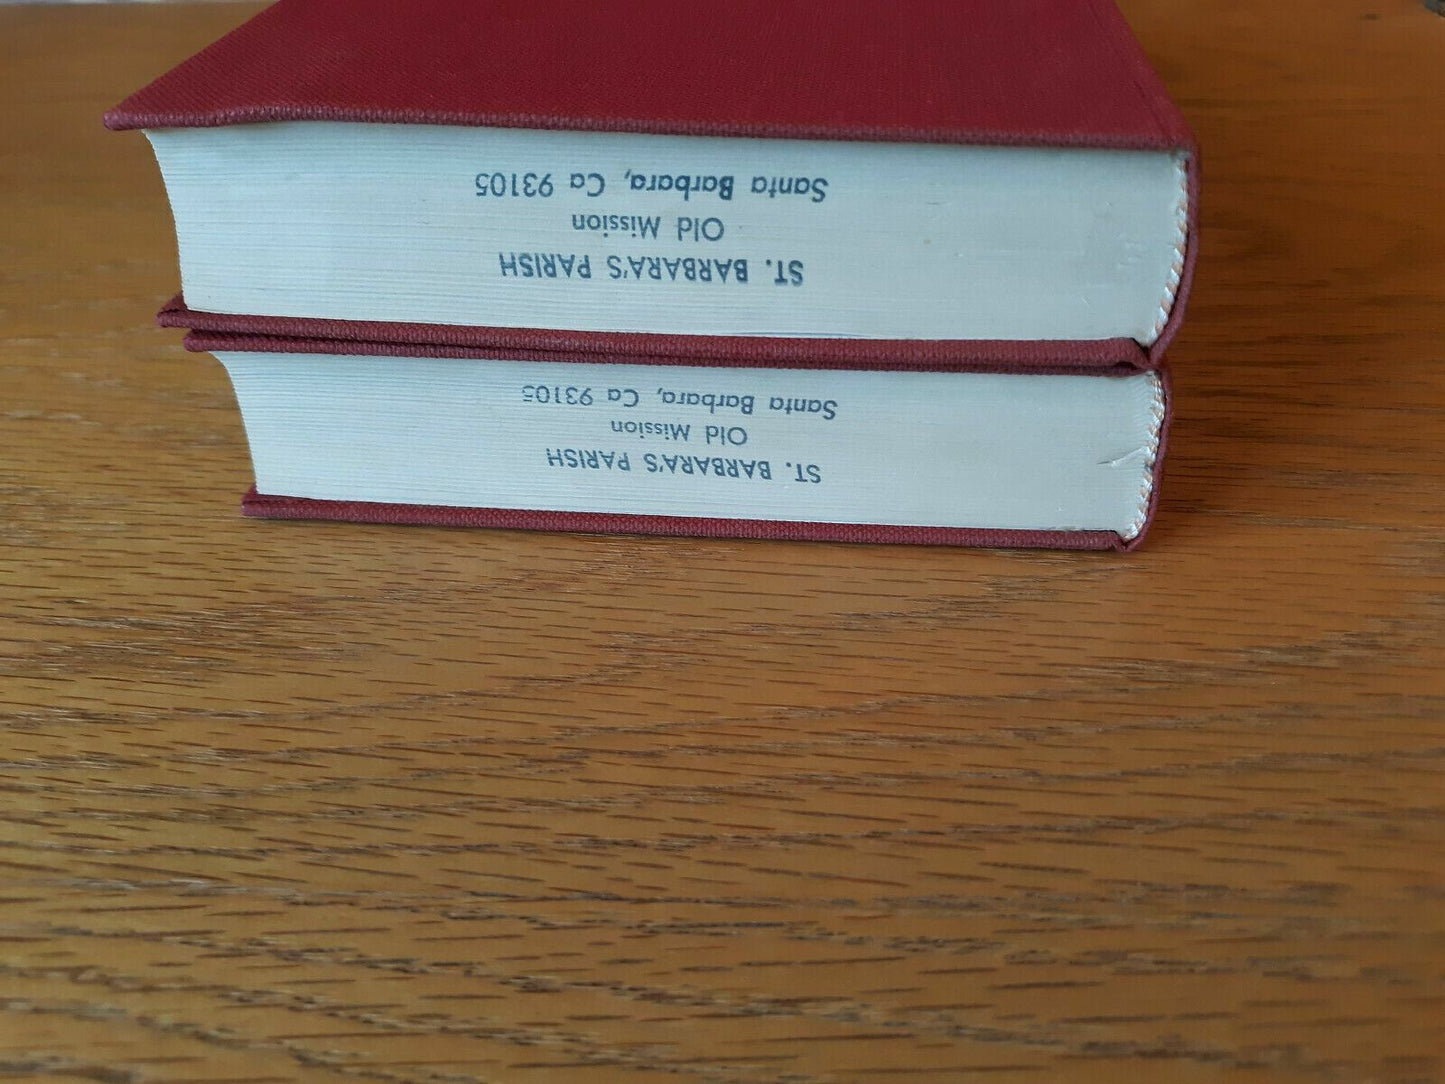 ST. BARBARA'S PARISH
Old Mission
Santa Barbara, Ca 93105
ST. BARBARA'S PARISH
Old Mission
Santa Barbara, Ca 93105